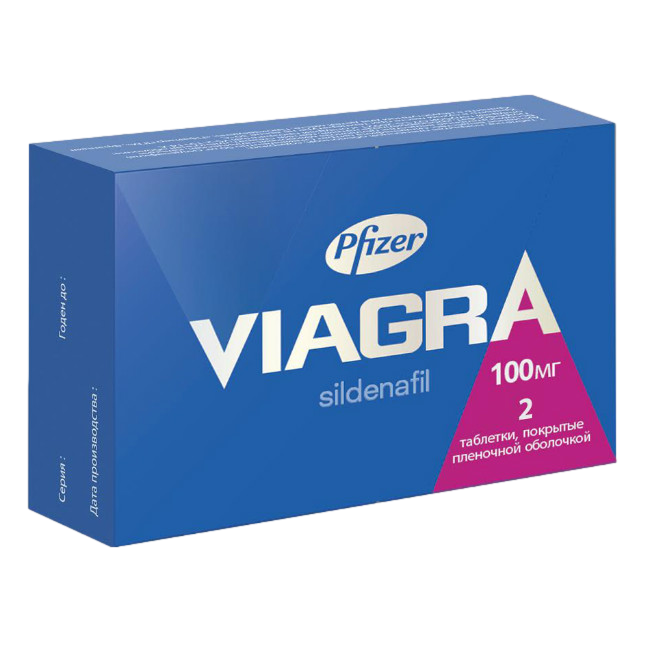 Pfizer
VIAGRA
sildenafil
100мг
2
таблетки, покрытые
пленочной оболочкой
Годен до :
Серия :
Дата производства :